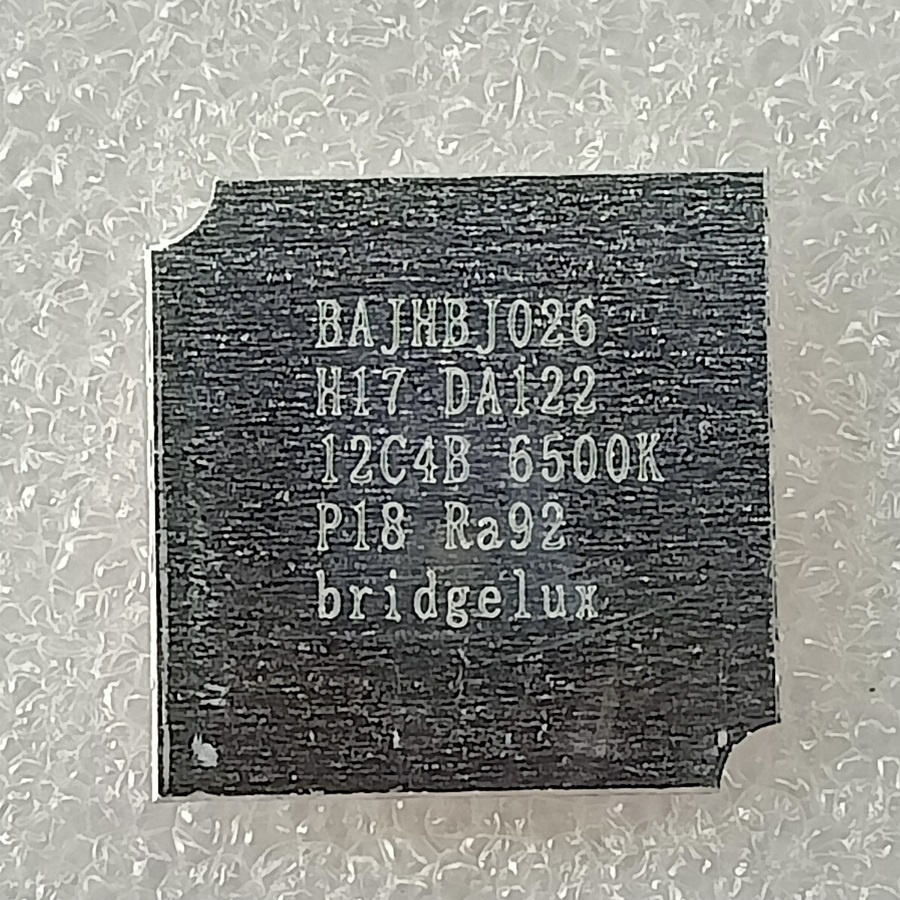 BAJHBJ026
H17 DA122
12C4B 6500K
P18 Ra92
bridgelux